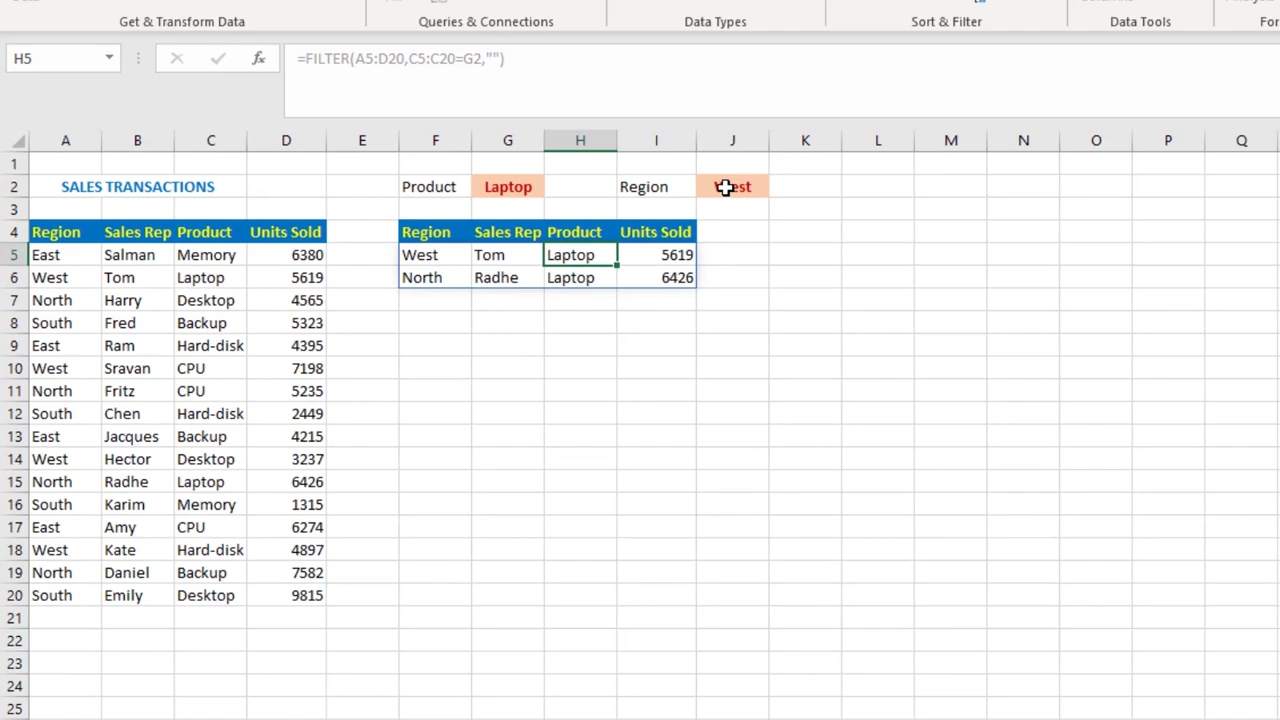 Get & Transform Data Queries & Connections Data Types Sort & Filter Data Tools
H5 fx =FILTER(A5:D20,C5:C20=G2,"")
A B C D E F G H I J K L M N O P Q
1
2 SALES TRANSACTIONS Product Laptop Region
3
4 Region Sales Rep Product Units Sold Region Sales Rep Product Units Sold
5 East Salman Memory 6380 West Tom Laptop 5619
6 West Tom Laptop 5619 North Radhe Laptop 6426
7 North Harry Desktop 4565
8 South Fred Backup 5323
9 East Ram Hard-disk 4395
10 West Sravan CPU 7198
11 North Fritz CPU 5235
12 South Chen Hard-disk 2449
13 East Jacques Backup 4215
14 West Hector Desktop 3237
15 North Radhe Laptop 6426
16 South Karim Memory 1315
17 East Amy CPU 6274
18 West Kate Hard-disk 4897
19 North Daniel Backup 7582
20 South Emily Desktop 9815
21
22
23
24
25